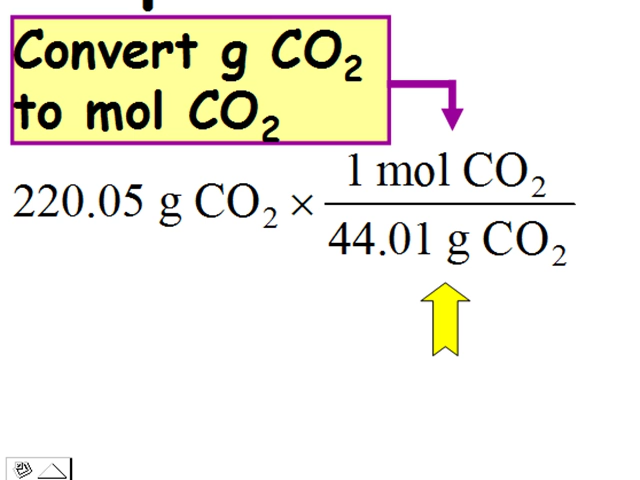 Convert g CO₂
to mol CO₂
220.05 g CO₂ ×
1 mol CO₂
44.01 g CO₂